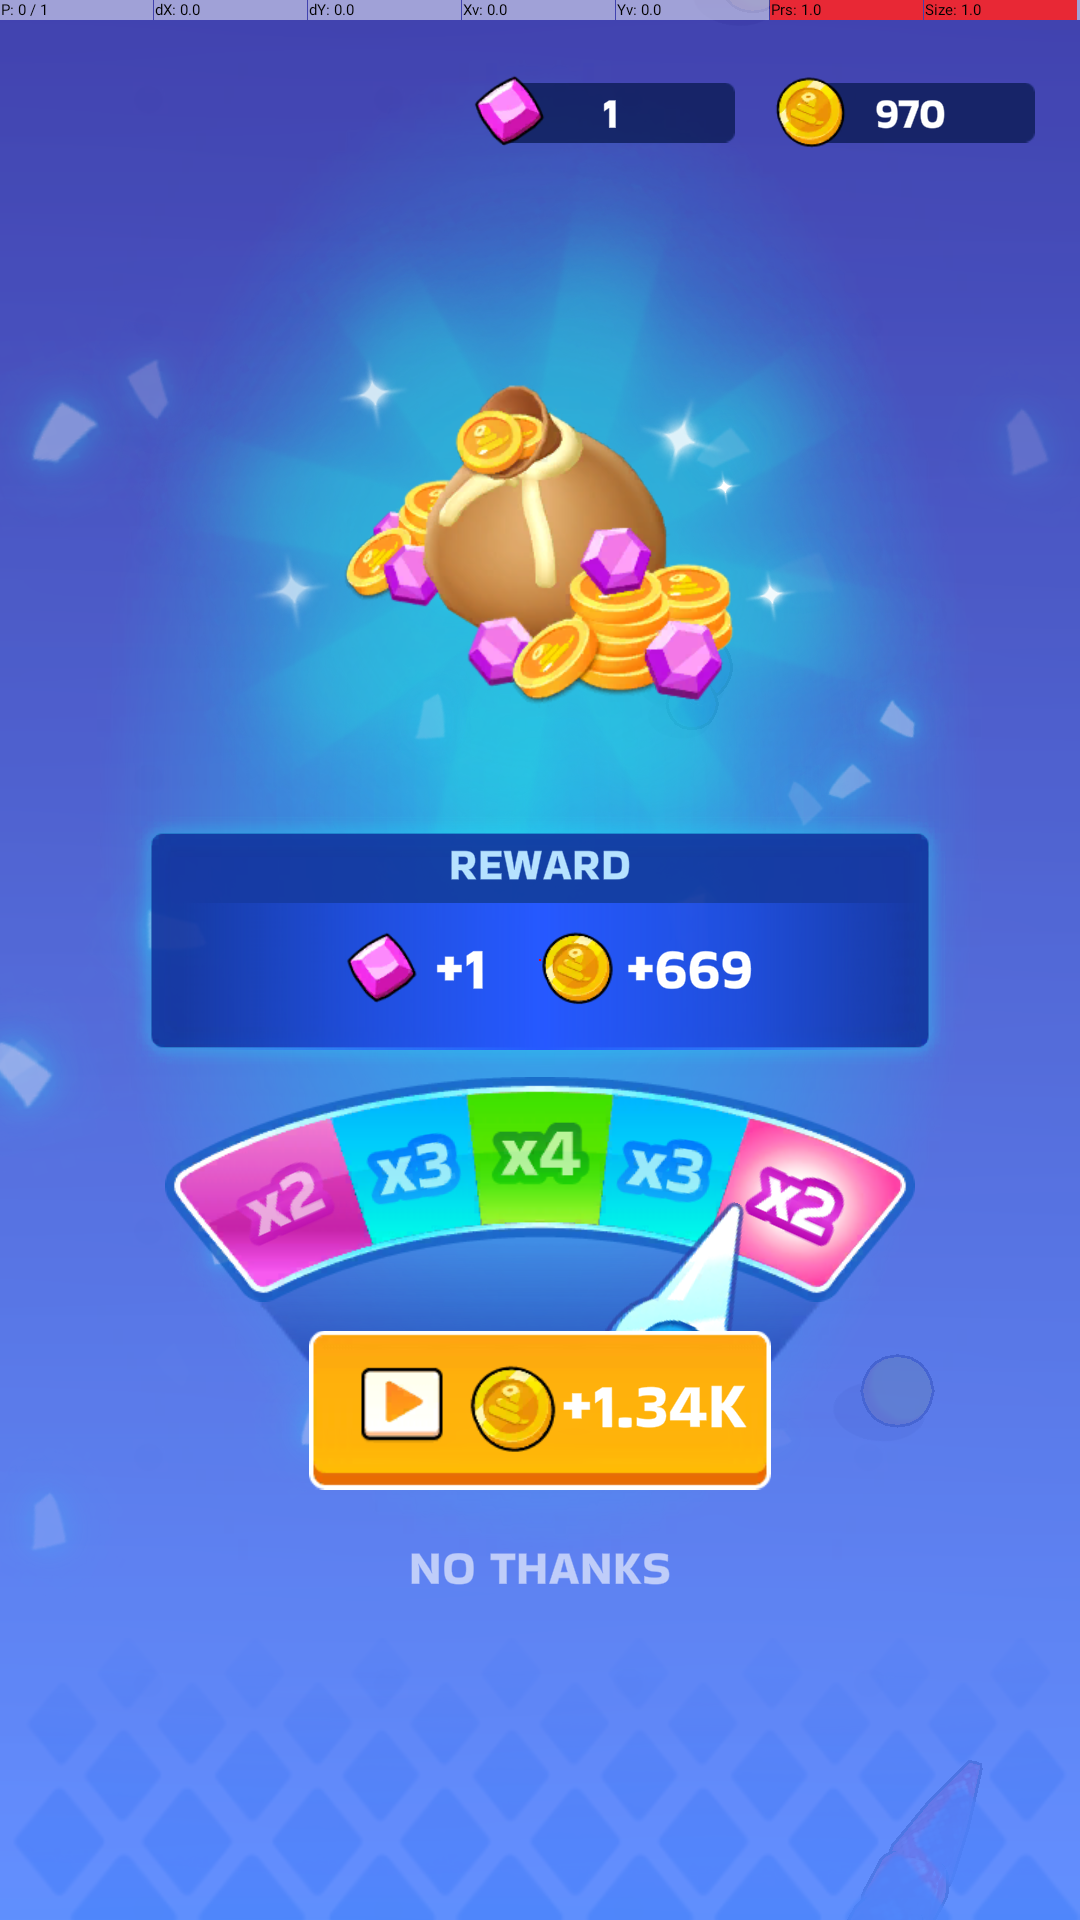 P: 0 / 1 dX: 0.0 dY: 0.0 Xv: 0.0 Yv: 0.0 Prs: 1.0 Size: 1.0
1 970
REWARD
+1 +669
x2 x3 x4 x3 x2
+1.34K
NO THANKS